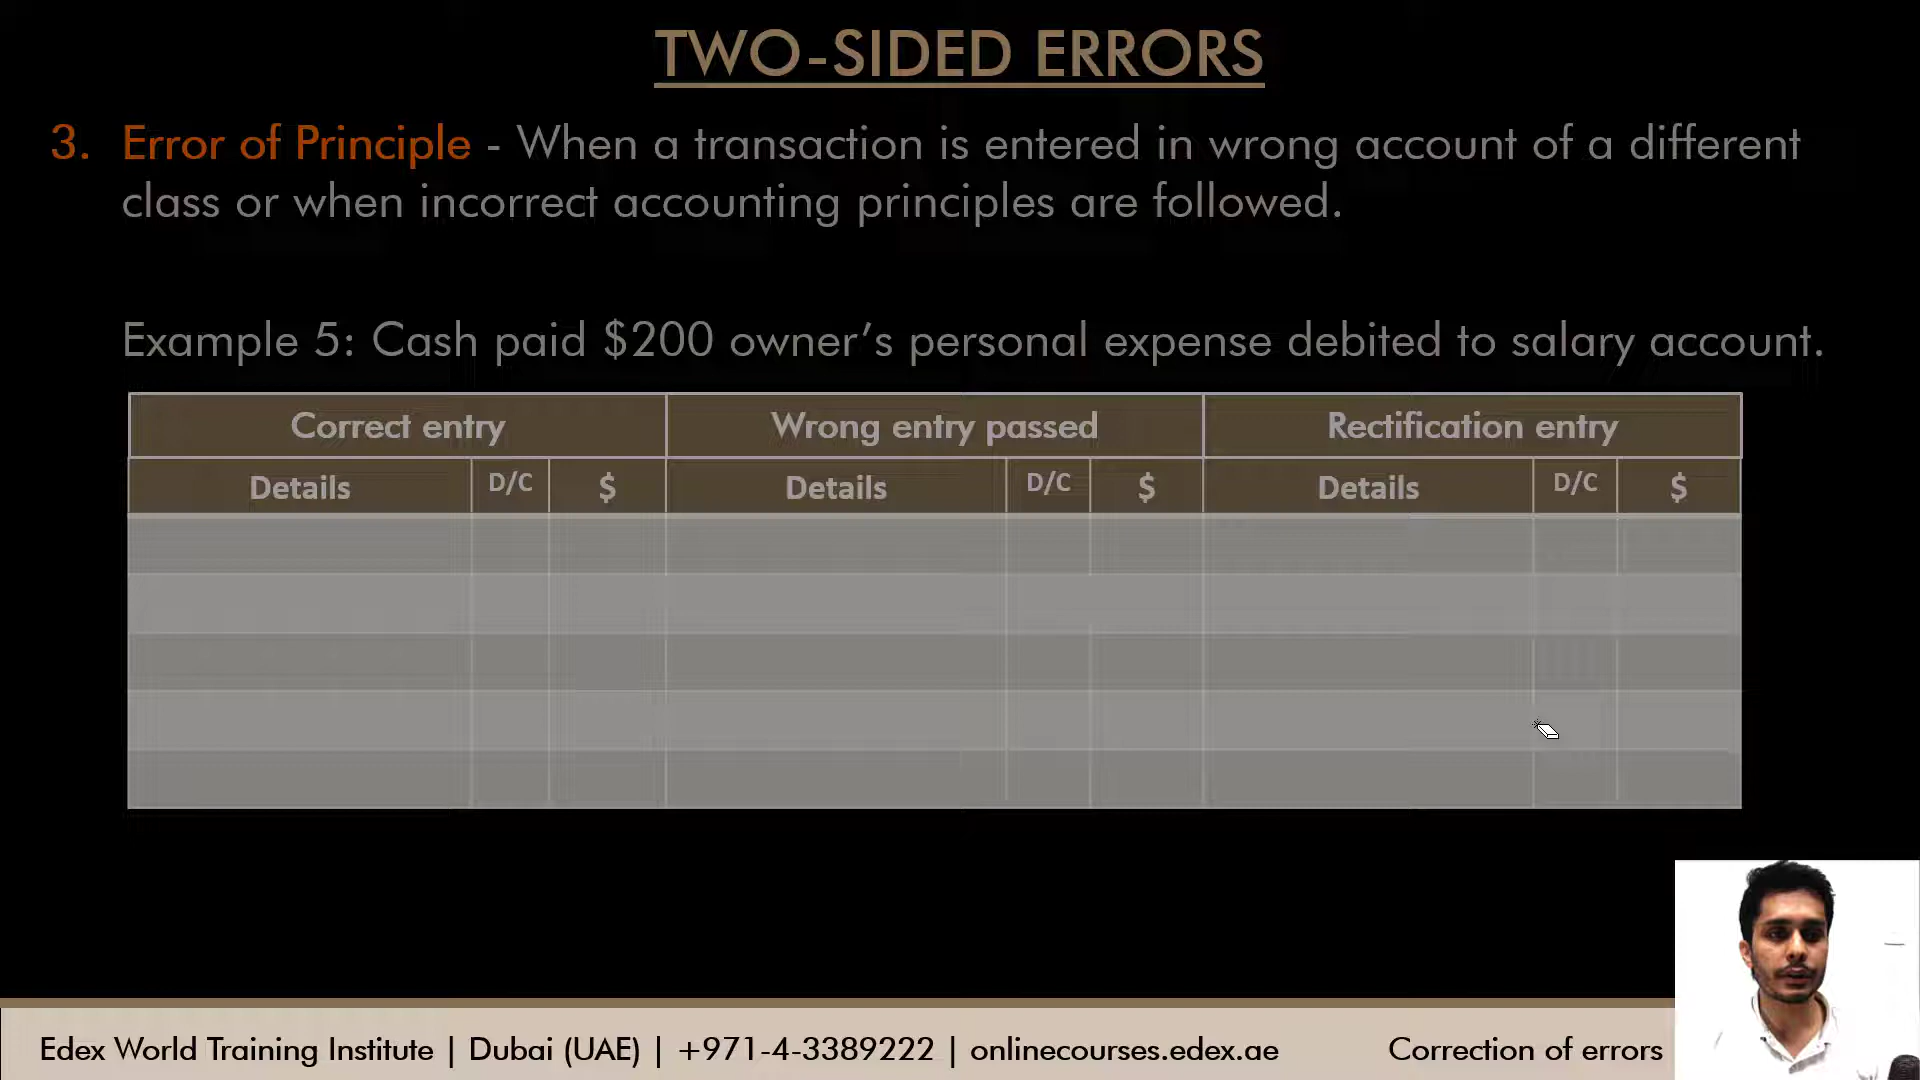 TWO-SIDED ERRORS
3. Error of Principle - When a transaction is entered in wrong account of a different
class or when incorrect accounting principles are followed.
Example 5: Cash paid $200 owner’s personal expense debited to salary account.
Correct entry Wrong entry passed Rectification entry
Details D/C $ Details D/C $ Details D/C $
Edex World Training Institute | Dubai (UAE) | +971-4-3389222 | onlinecourses.edex.ae Correction of errors